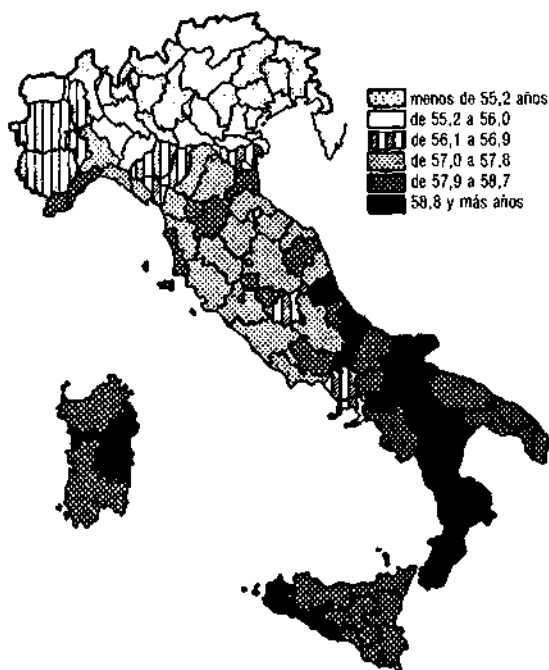 menos de 55,2 años
de 55,2 a 56,0
de 56,1 a 56,9
de 57,0 a 57,8
de 57,9 a 58,7
58,8 y más años